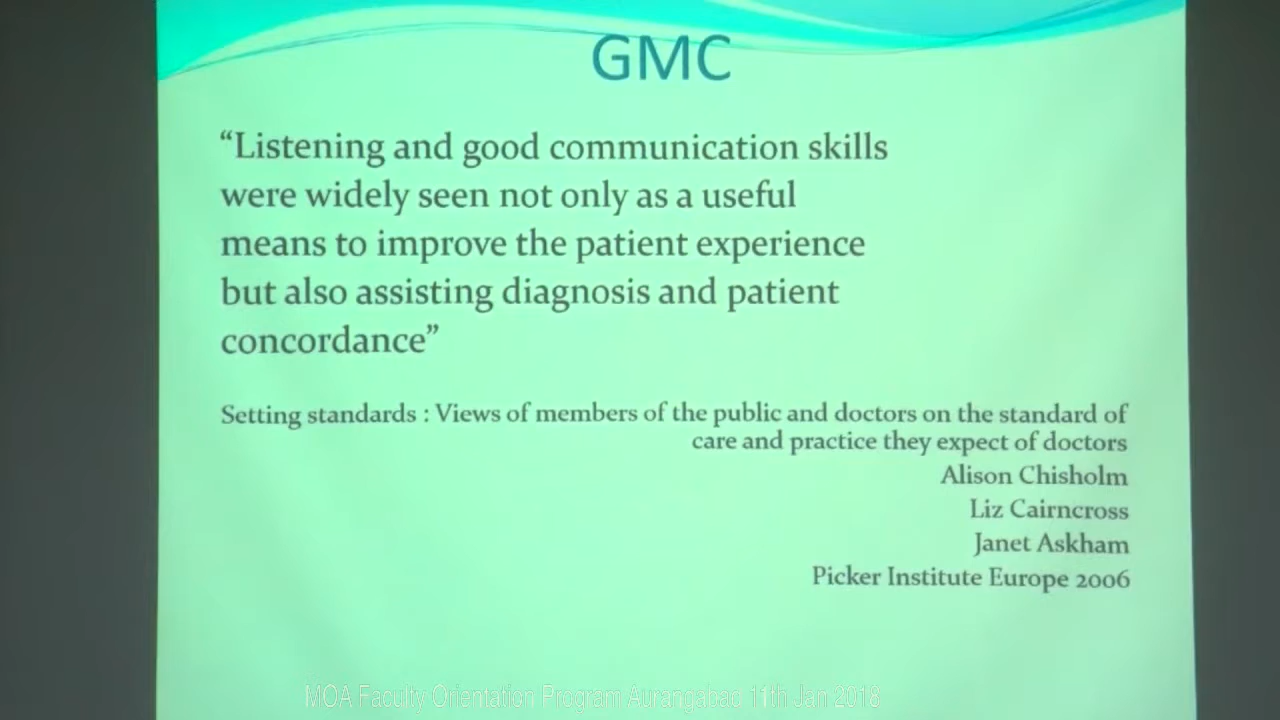 GMC
“Listening and good communication skills
were widely seen not only as a useful
means to improve the patient experience
but also assisting diagnosis and patient
concordance”
Setting standards : Views of members of the public and doctors on the standard of
care and practice they expect of doctors
Alison Chisholm
Liz Cairncross
Janet Askham
Picker Institute Europe 2006
MOA Faculty Orientation Program Aurangabad 11th Jan 2018